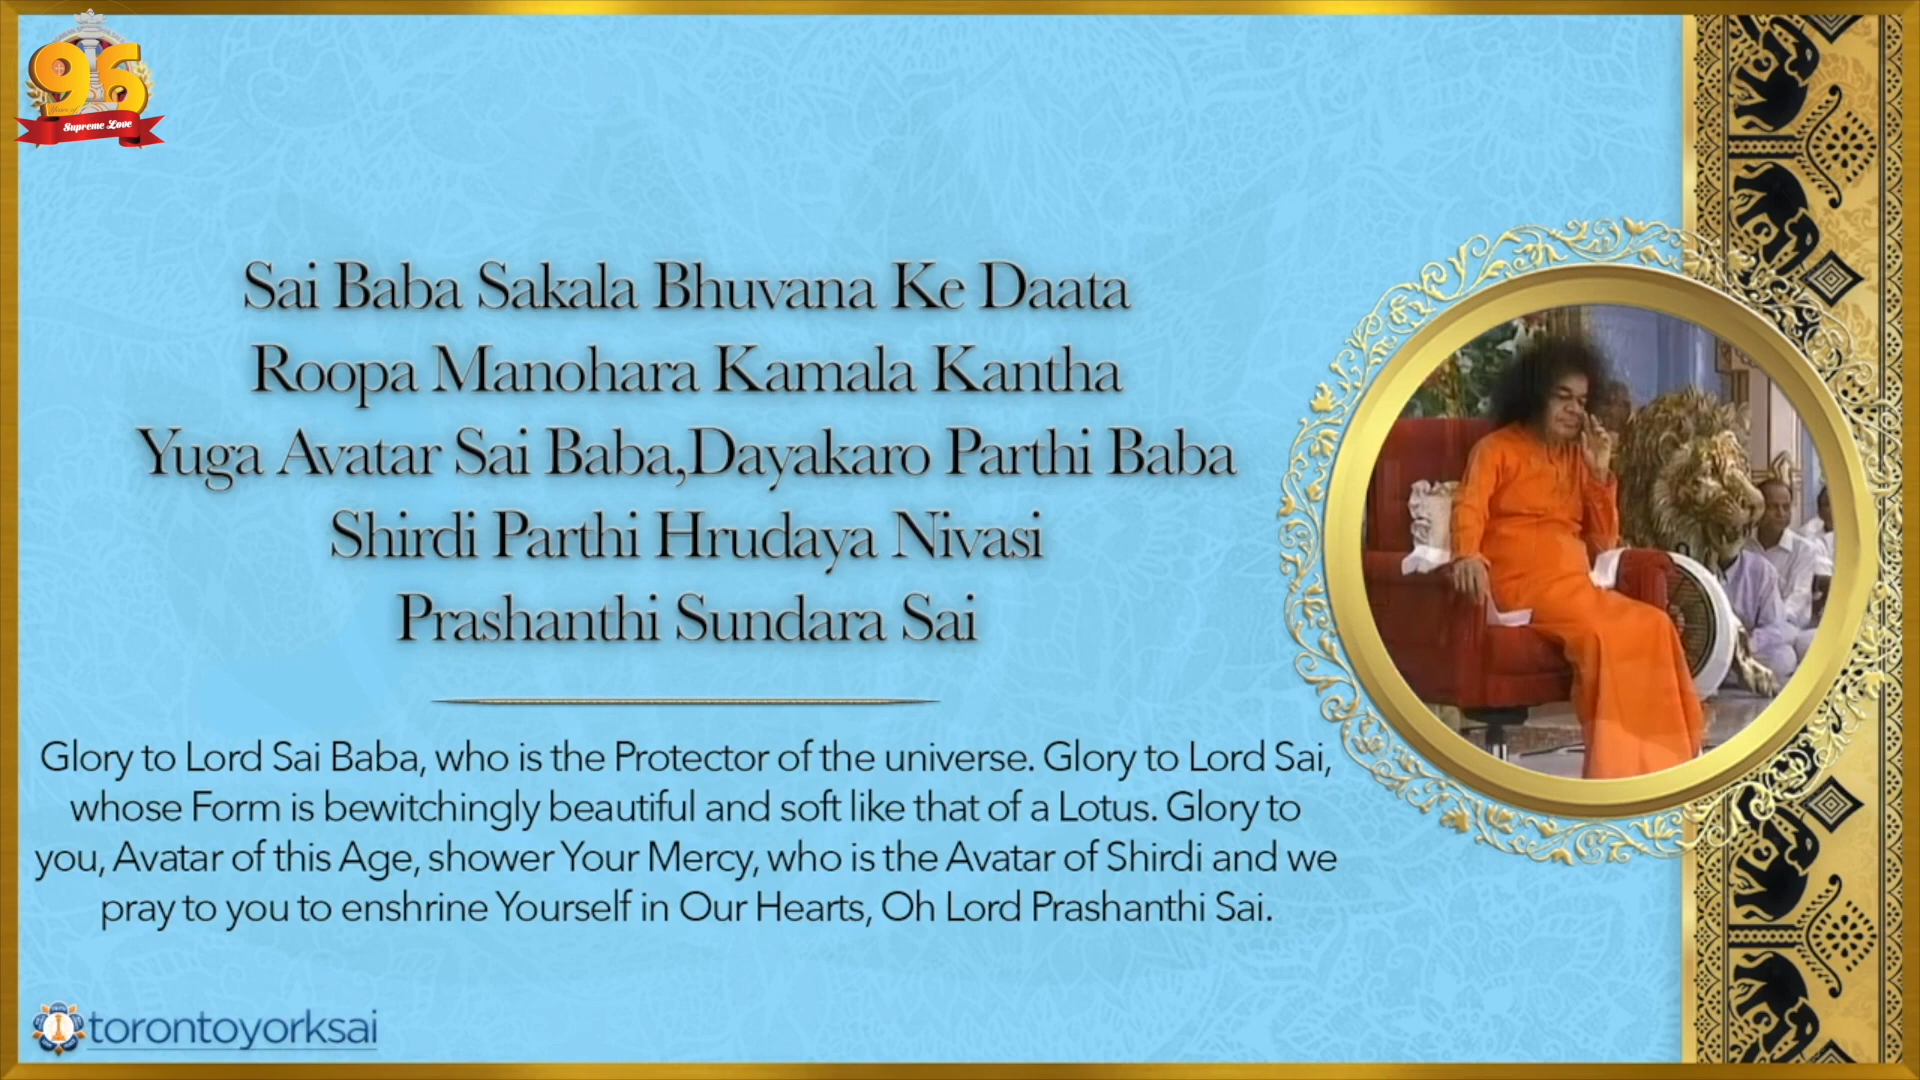 96
Years of
Supreme Love
Sai Baba Sakala Bhuvana Ke Daata
Roopa Manohara Kamala Kantha
Yuga Avatar Sai Baba,Dayakaro Parthi Baba
Shirdi Parthi Hrudaya Nivasi
Prashanthi Sundara Sai
Glory to Lord Sai Baba, who is the Protector of the universe. Glory to Lord Sai,
whose Form is bewitchingly beautiful and soft like that of a Lotus. Glory to
you, Avatar of this Age, shower Your Mercy, who is the Avatar of Shirdi and we
pray to you to enshrine Yourself in Our Hearts, Oh Lord Prashanthi Sai.
torontoyorksai